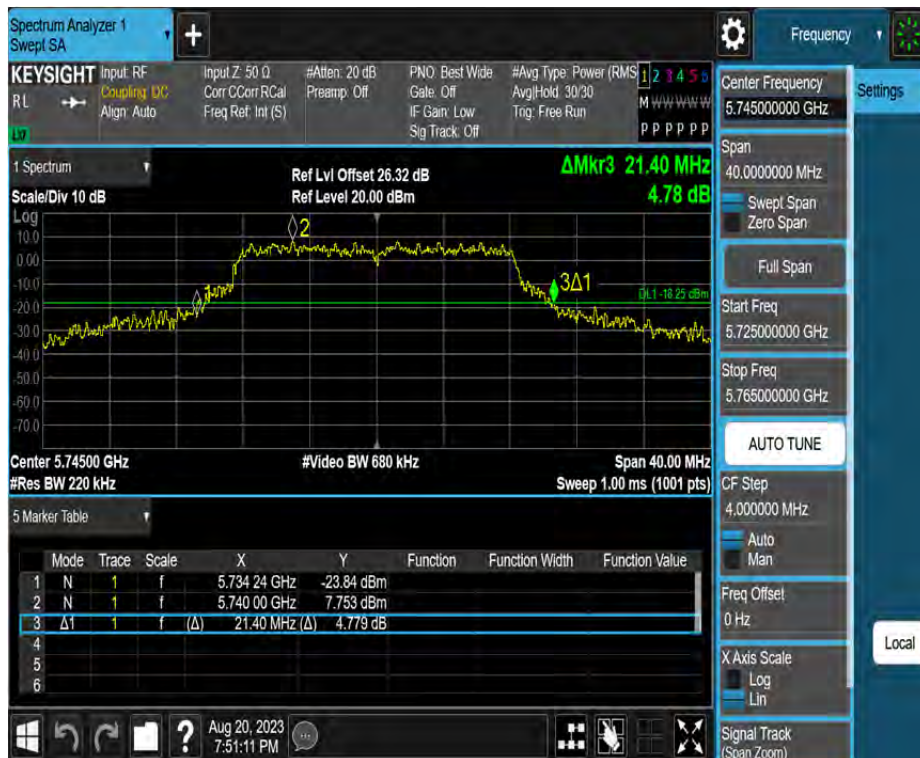 Spectrum Analyzer 1
Swept SA
+
Frequency
KEYSIGHT
RL
LXI
Input: RF
Coupling: DC
Align: Auto
Input Z: 50 Ω
Corr CCorr RCal
Freq Ref: Int (S)
#Atten: 20 dB
Preamp: Off
PNO: Best Wide
Gate: Off
IF Gain: Low
Sig Track: Off
#Avg Type: Power (RMS
Avg|Hold: 30/30
Trig: Free Run
1 2 3 4 5 6
M W W W W W
P P P P P P
Center Frequency
5.745000000 GHz
Settings
1 Spectrum
Scale/Div 10 dB
Ref Lvl Offset 26.32 dB
Ref Level 20.00 dBm
ΔMkr3 21.40 MHz
4.78 dB
Span
40.0000000 MHz
Swept Span
Zero Span
Log
10.0
0.00
-10.0
-20.0
-30.0
-40.0
-50.0
-60.0
-70.0
2
1
3Δ1
DL1 -18.25 dBm
Full Span
Start Freq
5.725000000 GHz
Stop Freq
5.765000000 GHz
AUTO TUNE
Center 5.74500 GHz
#Video BW 680 kHz
Span 40.00 MHz
#Res BW 220 kHz
Sweep 1.00 ms (1001 pts)
CF Step
4.000000 MHz
Auto
Man
5 Marker Table
Mode Trace Scale X Y Function Function Width Function Value
1 N 1 f 5.734 24 GHz -23.84 dBm
2 N 1 f 5.740 00 GHz 7.753 dBm
3 Δ1 1 f (Δ) 21.40 MHz (Δ) 4.779 dB
4
5
6
Freq Offset
0 Hz
X Axis Scale
Log
Lin
Local
Signal Track
(Span Zoom)
?
Aug 20, 2023
7:51:11 PM